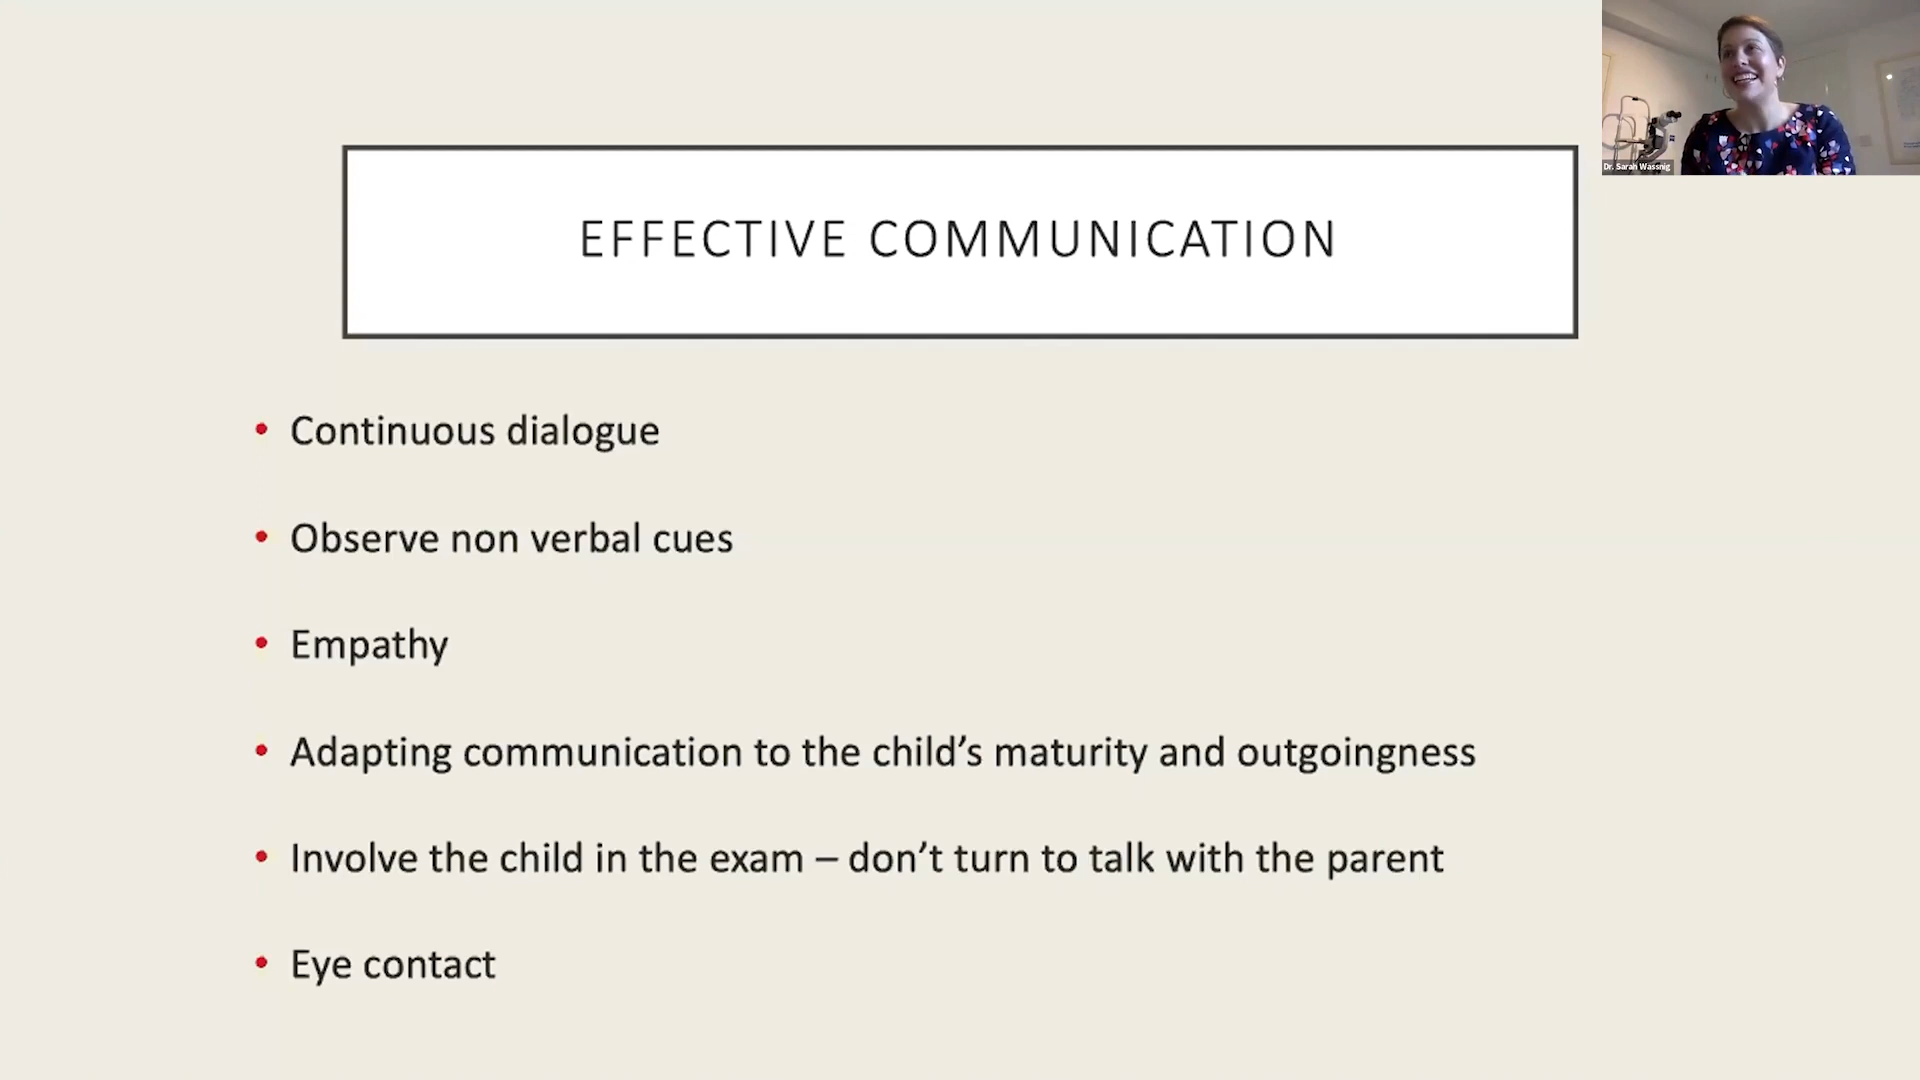 EFFECTIVE COMMUNICATION
Dr. Sarah Wassnig
• Continuous dialogue
• Observe non verbal cues
• Empathy
• Adapting communication to the child’s maturity and outgoingness
• Involve the child in the exam – don’t turn to talk with the parent
• Eye contact